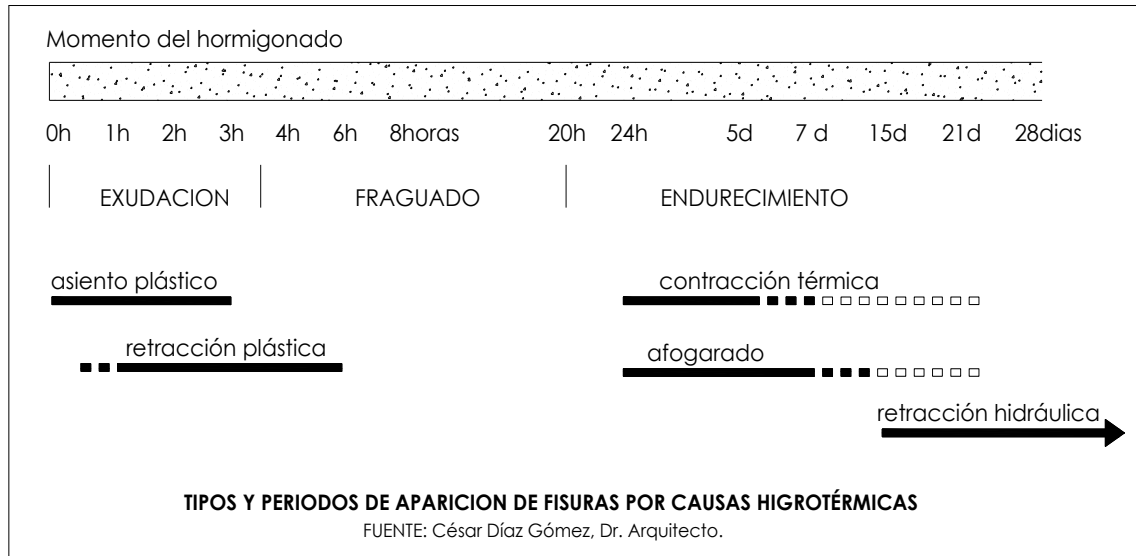 Momento del hormigonado
0h 1h 2h 3h 4h 6h 8horas 20h 24h 5d 7 d 15d 21d 28dias
EXUDACION FRAGUADO ENDURECIMIENTO
asiento plástico contracción térmica
retracción plástica afogarado
retracción hidráulica
TIPOS Y PERIODOS DE APARICION DE FISURAS POR CAUSAS HIGROTÉRMICAS
FUENTE: César Díaz Gómez, Dr. Arquitecto.